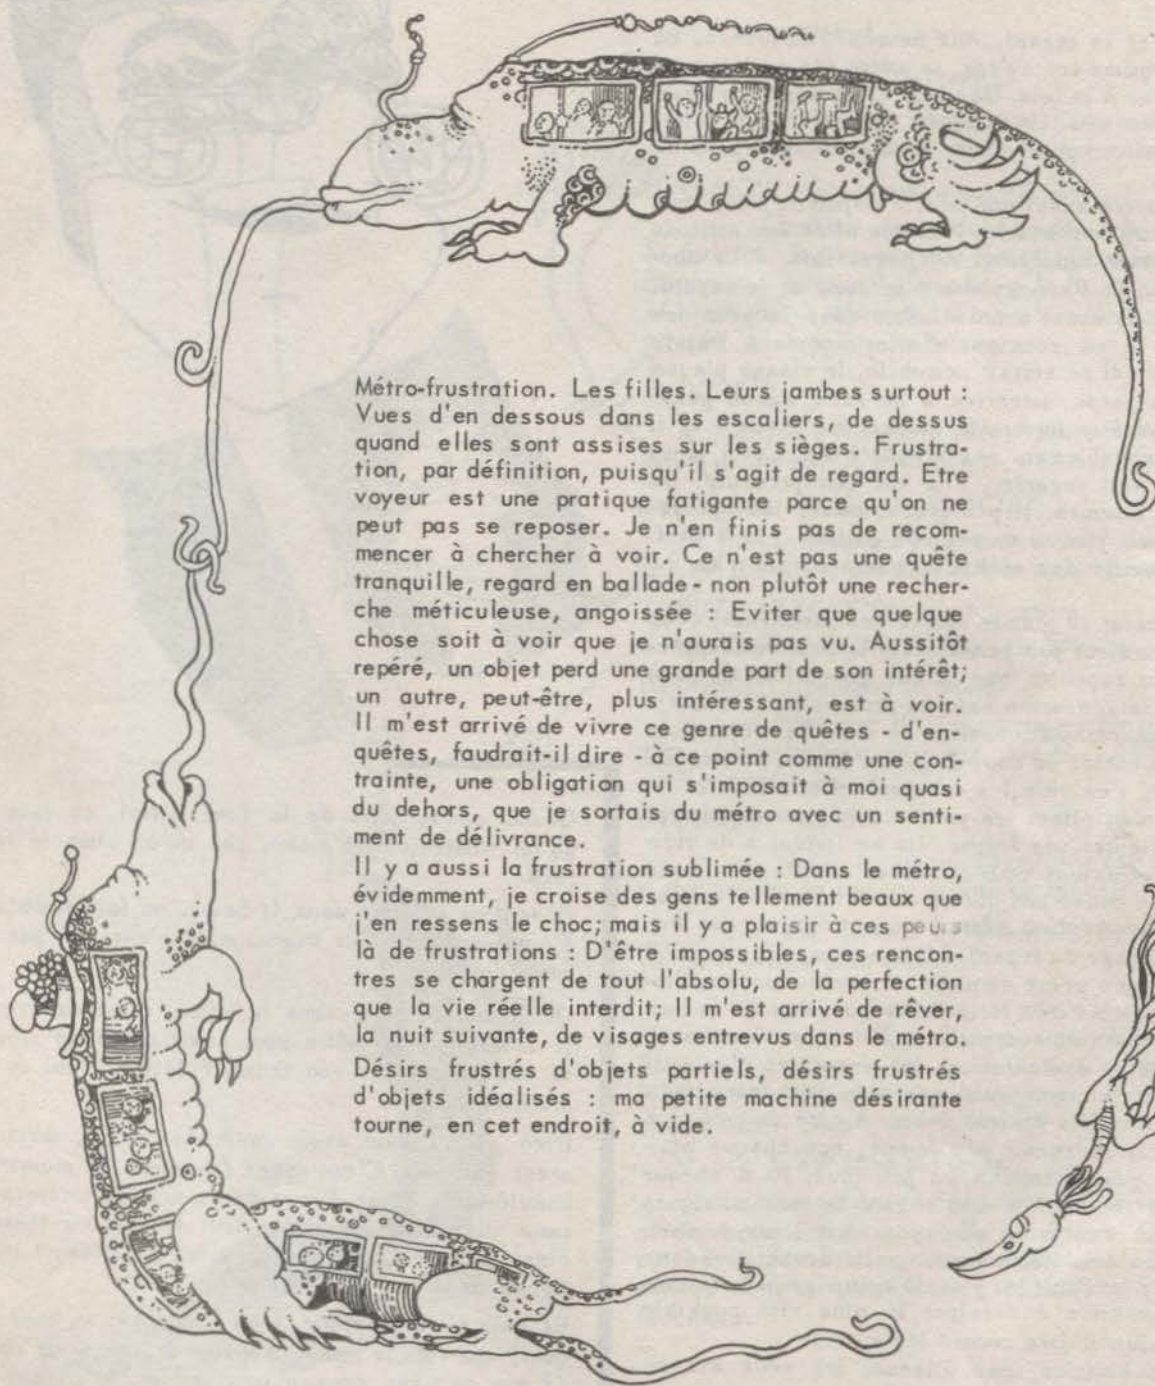 Métro-frustration. Les filles. Leurs jambes surtout :
Vues d'en dessous dans les escaliers, de dessus
quand elles sont assises sur les sièges. Frustra-
tion, par définition, puisqu'il s'agit de regard. Etre
voyeur est une pratique fatigante parce qu'on ne
peut pas se reposer. Je n'en finis pas de recom-
mencer à chercher à voir. Ce n'est pas une quête
tranquille, regard en ballade - non plutôt une recher-
che méticuleuse, angoissée : Eviter que quelque
chose soit à voir que je n'aurais pas vu. Aussitôt
repéré, un objet perd une grande part de son intérêt;
un autre, peut-être, plus intéressant, est à voir.
Il m'est arrivé de vivre ce genre de quêtes - d'en-
quêtes, faudrait-il dire - à ce point comme une con-
trainte, une obligation qui s'imposait à moi quasi
du dehors, que je sortais du métro avec un senti-
ment de délivrance.
Il y a aussi la frustration sublimée : Dans le métro,
évidemment, je croise des gens tellement beaux que
j'en ressens le choc; mais il y a plaisir à ces peurs
là de frustrations : D'être impossibles, ces rencon-
tres se chargent de tout l'absolu, de la perfection
que la vie réelle interdit; Il m'est arrivé de rêver,
la nuit suivante, de visages entrevus dans le métro.
Désirs frustrés d'objets partiels, désirs frustrés
d'objets idéalisés : ma petite machine désirante
tourne, en cet endroit, à vide.